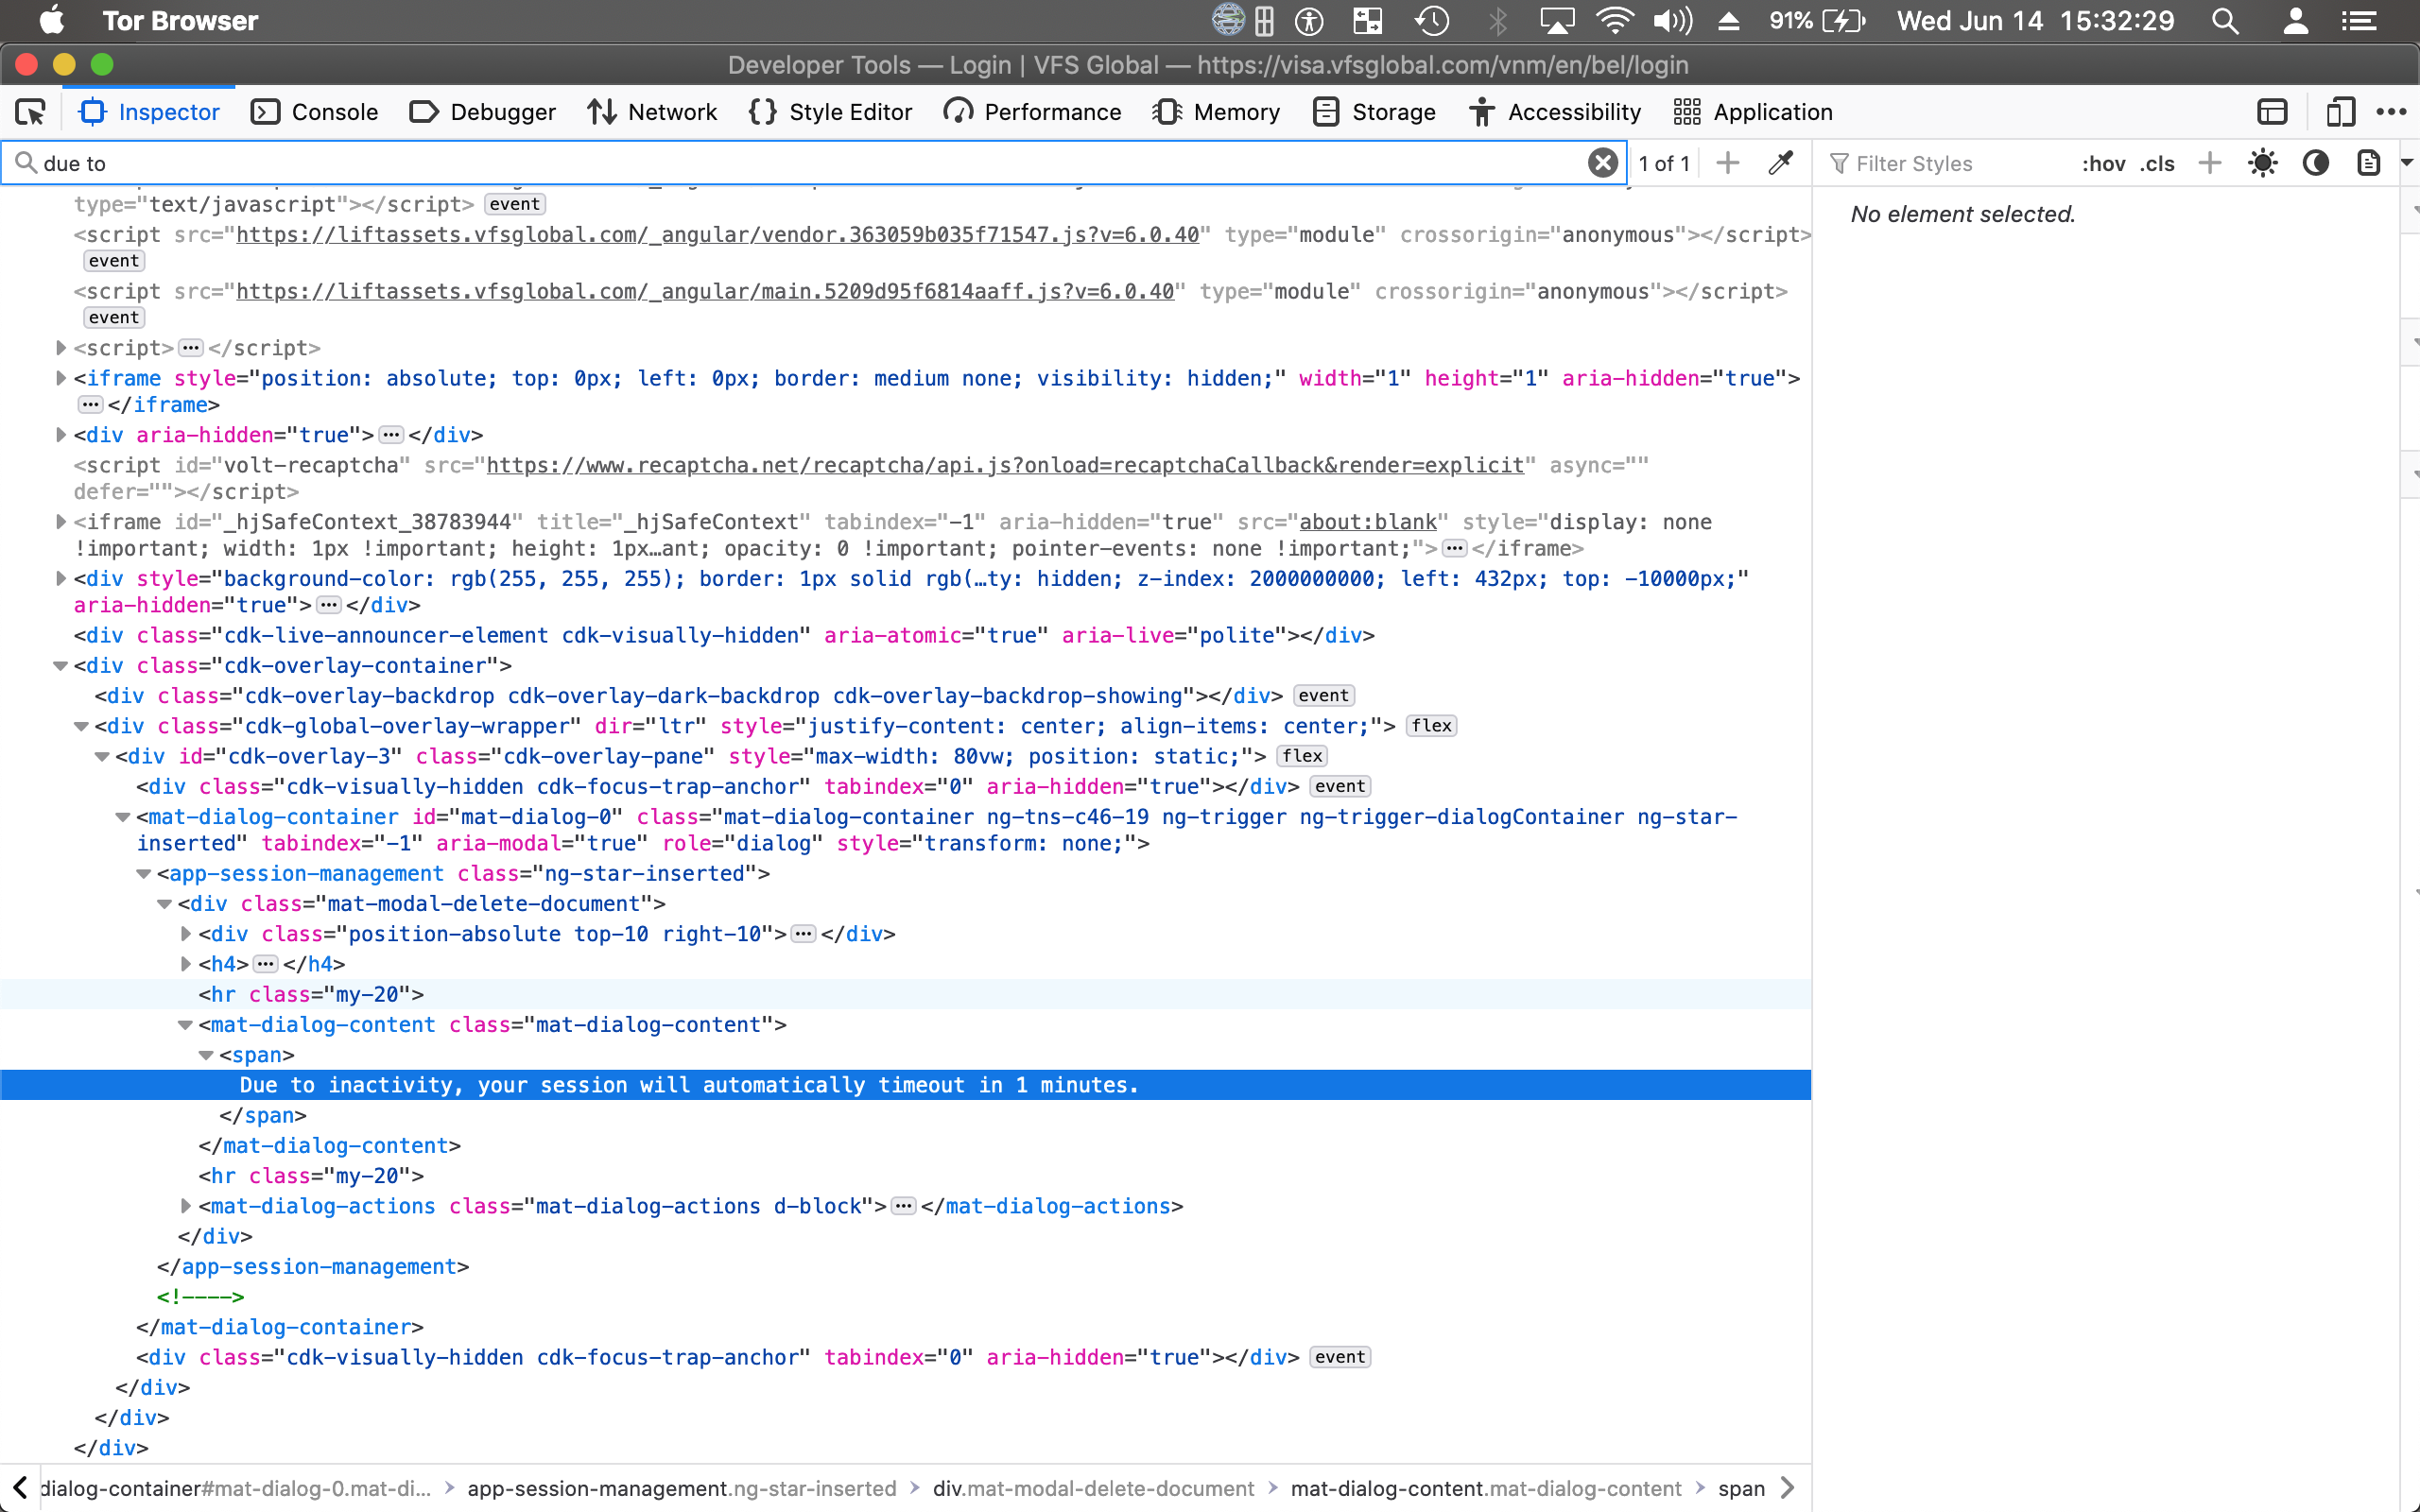 Tor Browser 91% Wed Jun 14 15:32:29
Developer Tools — Login | VFS Global — https://visa.vfsglobal.com/vnm/en/bel/login
Inspector Console Debugger Network Style Editor Performance Memory Storage Accessibility Application
due to 1 of 1 Filter Styles :hov .cls
No element selected.
type="text/javascript"></script> event
<script src="https://liftassets.vfsglobal.com/_angular/vendor.363059b035f71547.js?v=6.0.40" type="module" crossorigin="anonymous"></script>
event
<script src="https://liftassets.vfsglobal.com/_angular/main.5209d95f6814aaff.js?v=6.0.40" type="module" crossorigin="anonymous"></script>
event
<script>…</script>
<iframe style="position: absolute; top: 0px; left: 0px; border: medium none; visibility: hidden;" width="1" height="1" aria-hidden="true">
…</iframe>
<div aria-hidden="true">…</div>
<script id="volt-recaptcha" src="https://www.recaptcha.net/recaptcha/api.js?onload=recaptchaCallback&render=explicit" async=""
defer=""></script>
<iframe id="_hjSafeContext_38783944" title="_hjSafeContext" tabindex="-1" aria-hidden="true" src="about:blank" style="display: none
!important; width: 1px !important; height: 1px…ant; opacity: 0 !important; pointer-events: none !important;">…</iframe>
<div style="background-color: rgb(255, 255, 255); border: 1px solid rgb(…ty: hidden; z-index: 2000000000; left: 432px; top: -10000px;"
aria-hidden="true">…</div>
<div class="cdk-live-announcer-element cdk-visually-hidden" aria-atomic="true" aria-live="polite"></div>
<div class="cdk-overlay-container">
<div class="cdk-overlay-backdrop cdk-overlay-dark-backdrop cdk-overlay-backdrop-showing"></div> event
<div class="cdk-global-overlay-wrapper" dir="ltr" style="justify-content: center; align-items: center;"> flex
<div id="cdk-overlay-3" class="cdk-overlay-pane" style="max-width: 80vw; position: static;"> flex
<div class="cdk-visually-hidden cdk-focus-trap-anchor" tabindex="0" aria-hidden="true"></div> event
<mat-dialog-container id="mat-dialog-0" class="mat-dialog-container ng-tns-c46-19 ng-trigger ng-trigger-dialogContainer ng-star-
inserted" tabindex="-1" aria-modal="true" role="dialog" style="transform: none;">
<app-session-management class="ng-star-inserted">
<div class="mat-modal-delete-document">
<div class="position-absolute top-10 right-10">…</div>
<h4>…</h4>
<hr class="my-20">
<mat-dialog-content class="mat-dialog-content">
<span>
Due to inactivity, your session will automatically timeout in 1 minutes.
</span>
</mat-dialog-content>
<hr class="my-20">
<mat-dialog-actions class="mat-dialog-actions d-block">…</mat-dialog-actions>
</div>
</app-session-management>
<!---->
</mat-dialog-container>
<div class="cdk-visually-hidden cdk-focus-trap-anchor" tabindex="0" aria-hidden="true"></div> event
</div>
</div>
</div>
dialog-container#mat-dialog-0.mat-di… app-session-management.ng-star-inserted div.mat-modal-delete-document mat-dialog-content.mat-dialog-content span